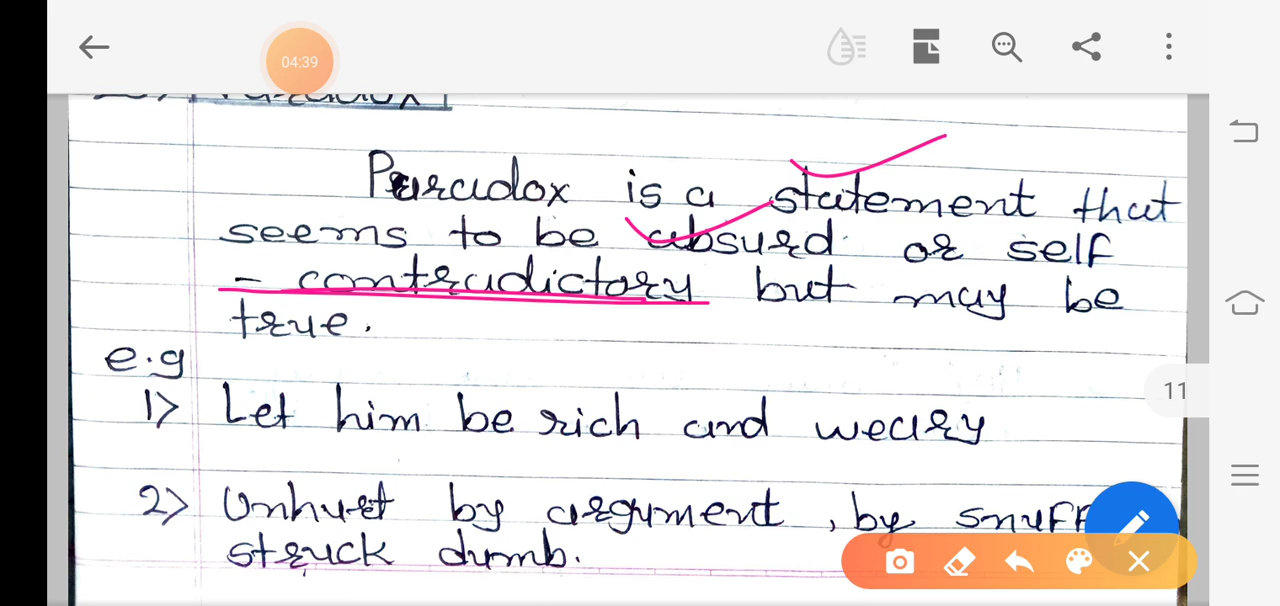 04:39
Paradox
Paradox is a statement that
seems to be absurd or self
- contradictory but may be
true.
e.g
11
1> Let him be rich and weary
2> Unhurt by argument, by snuff
struck dumb.